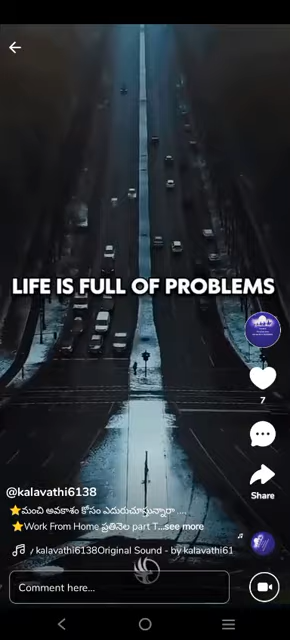 LIFE IS FULL OF PROBLEMS
7
@kalavathi6138
⭐మంచి అవకాశం కోసం ఎదురుచూస్తున్నారా ....
⭐Work From Home ప్రతినెల part T...see more
Share
/ kalavathi6138Original Sound - by kalavathi61
Comment here...